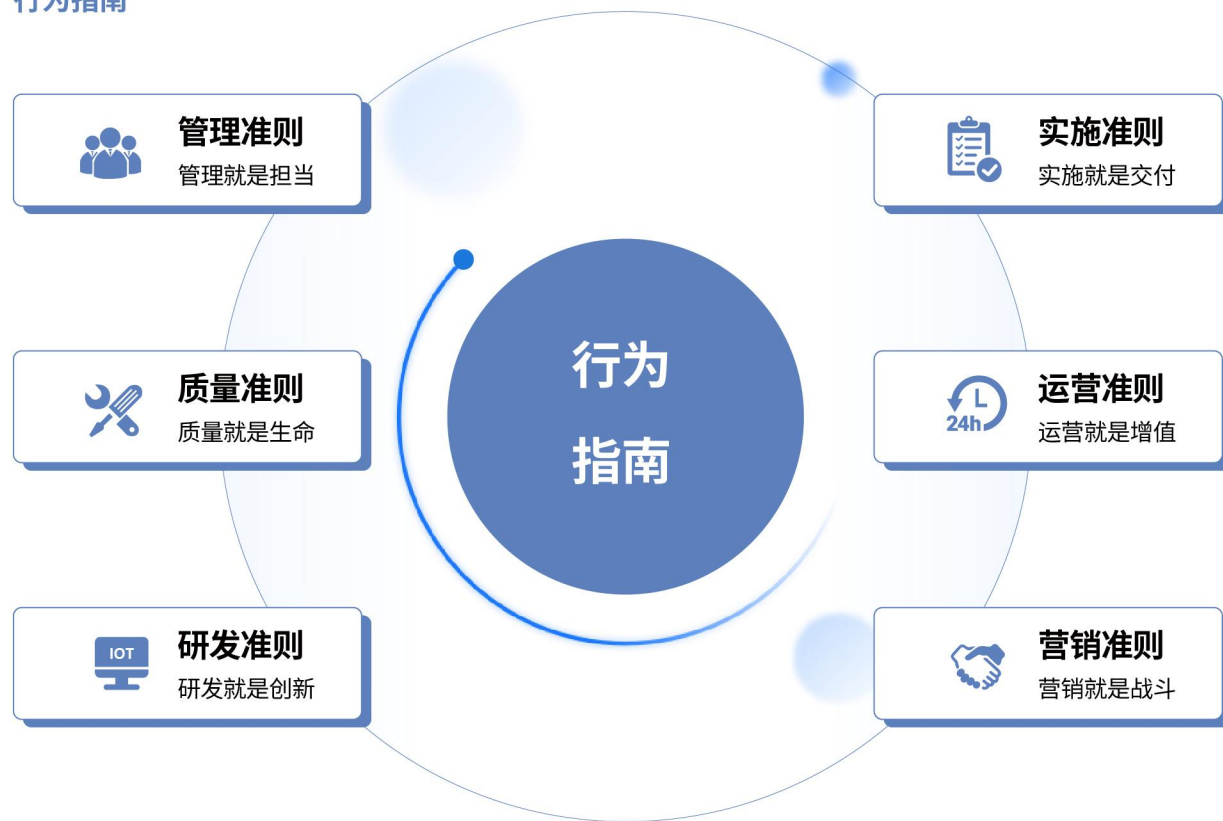 行为指南
管理准则
管理就是担当
质量准则
质量就是生命
IOT
研发准则
研发就是创新
行为
指南
实施准则
实施就是交付
24h
运营准则
运营就是增值
营销准则
营销就是战斗